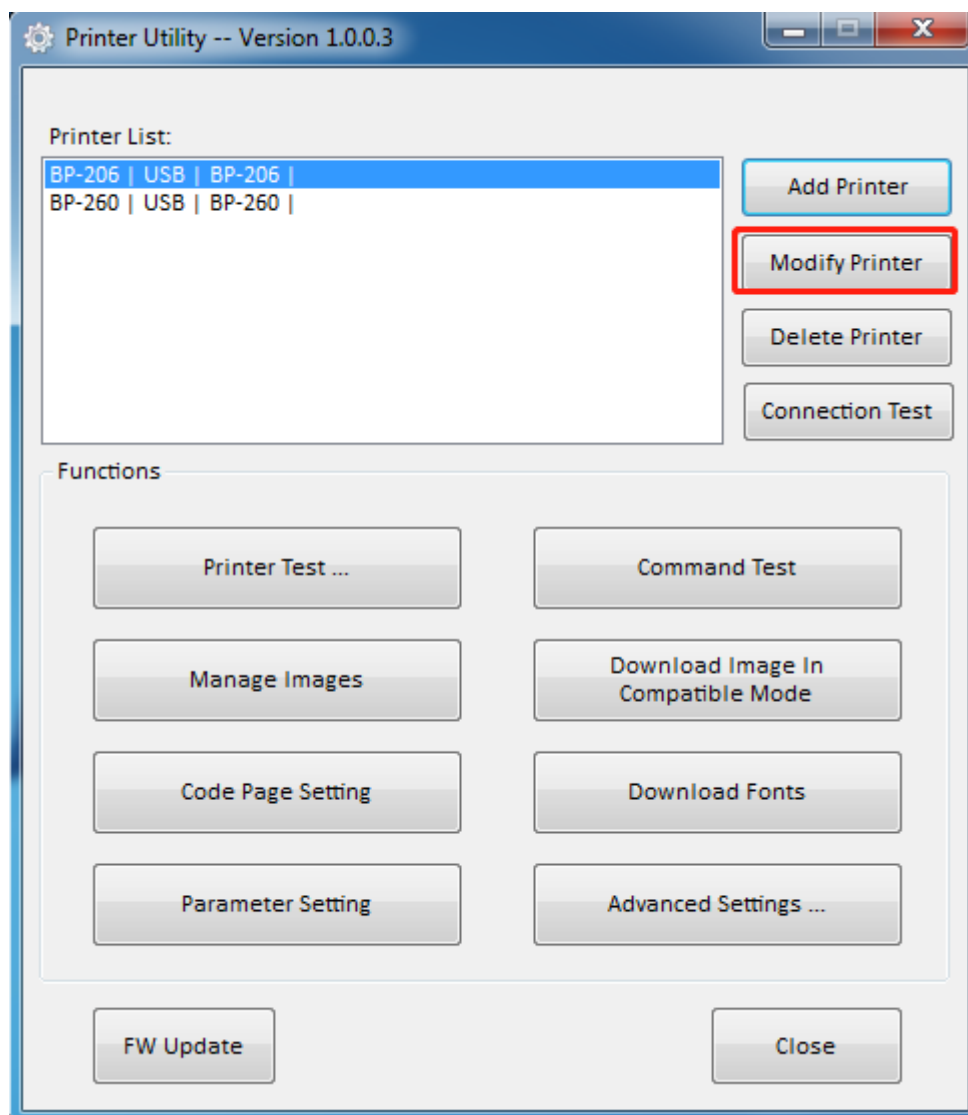 Printer Utility -- Version 1.0.0.3
Printer List:
BP-206 | USB | BP-206 |
BP-260 | USB | BP-260 |
Add Printer
Modify Printer
Delete Printer
Connection Test
Functions
Printer Test ...
Command Test
Manage Images
Download Image In
Compatible Mode
Code Page Setting
Download Fonts
Parameter Setting
Advanced Settings ...
FW Update
Close